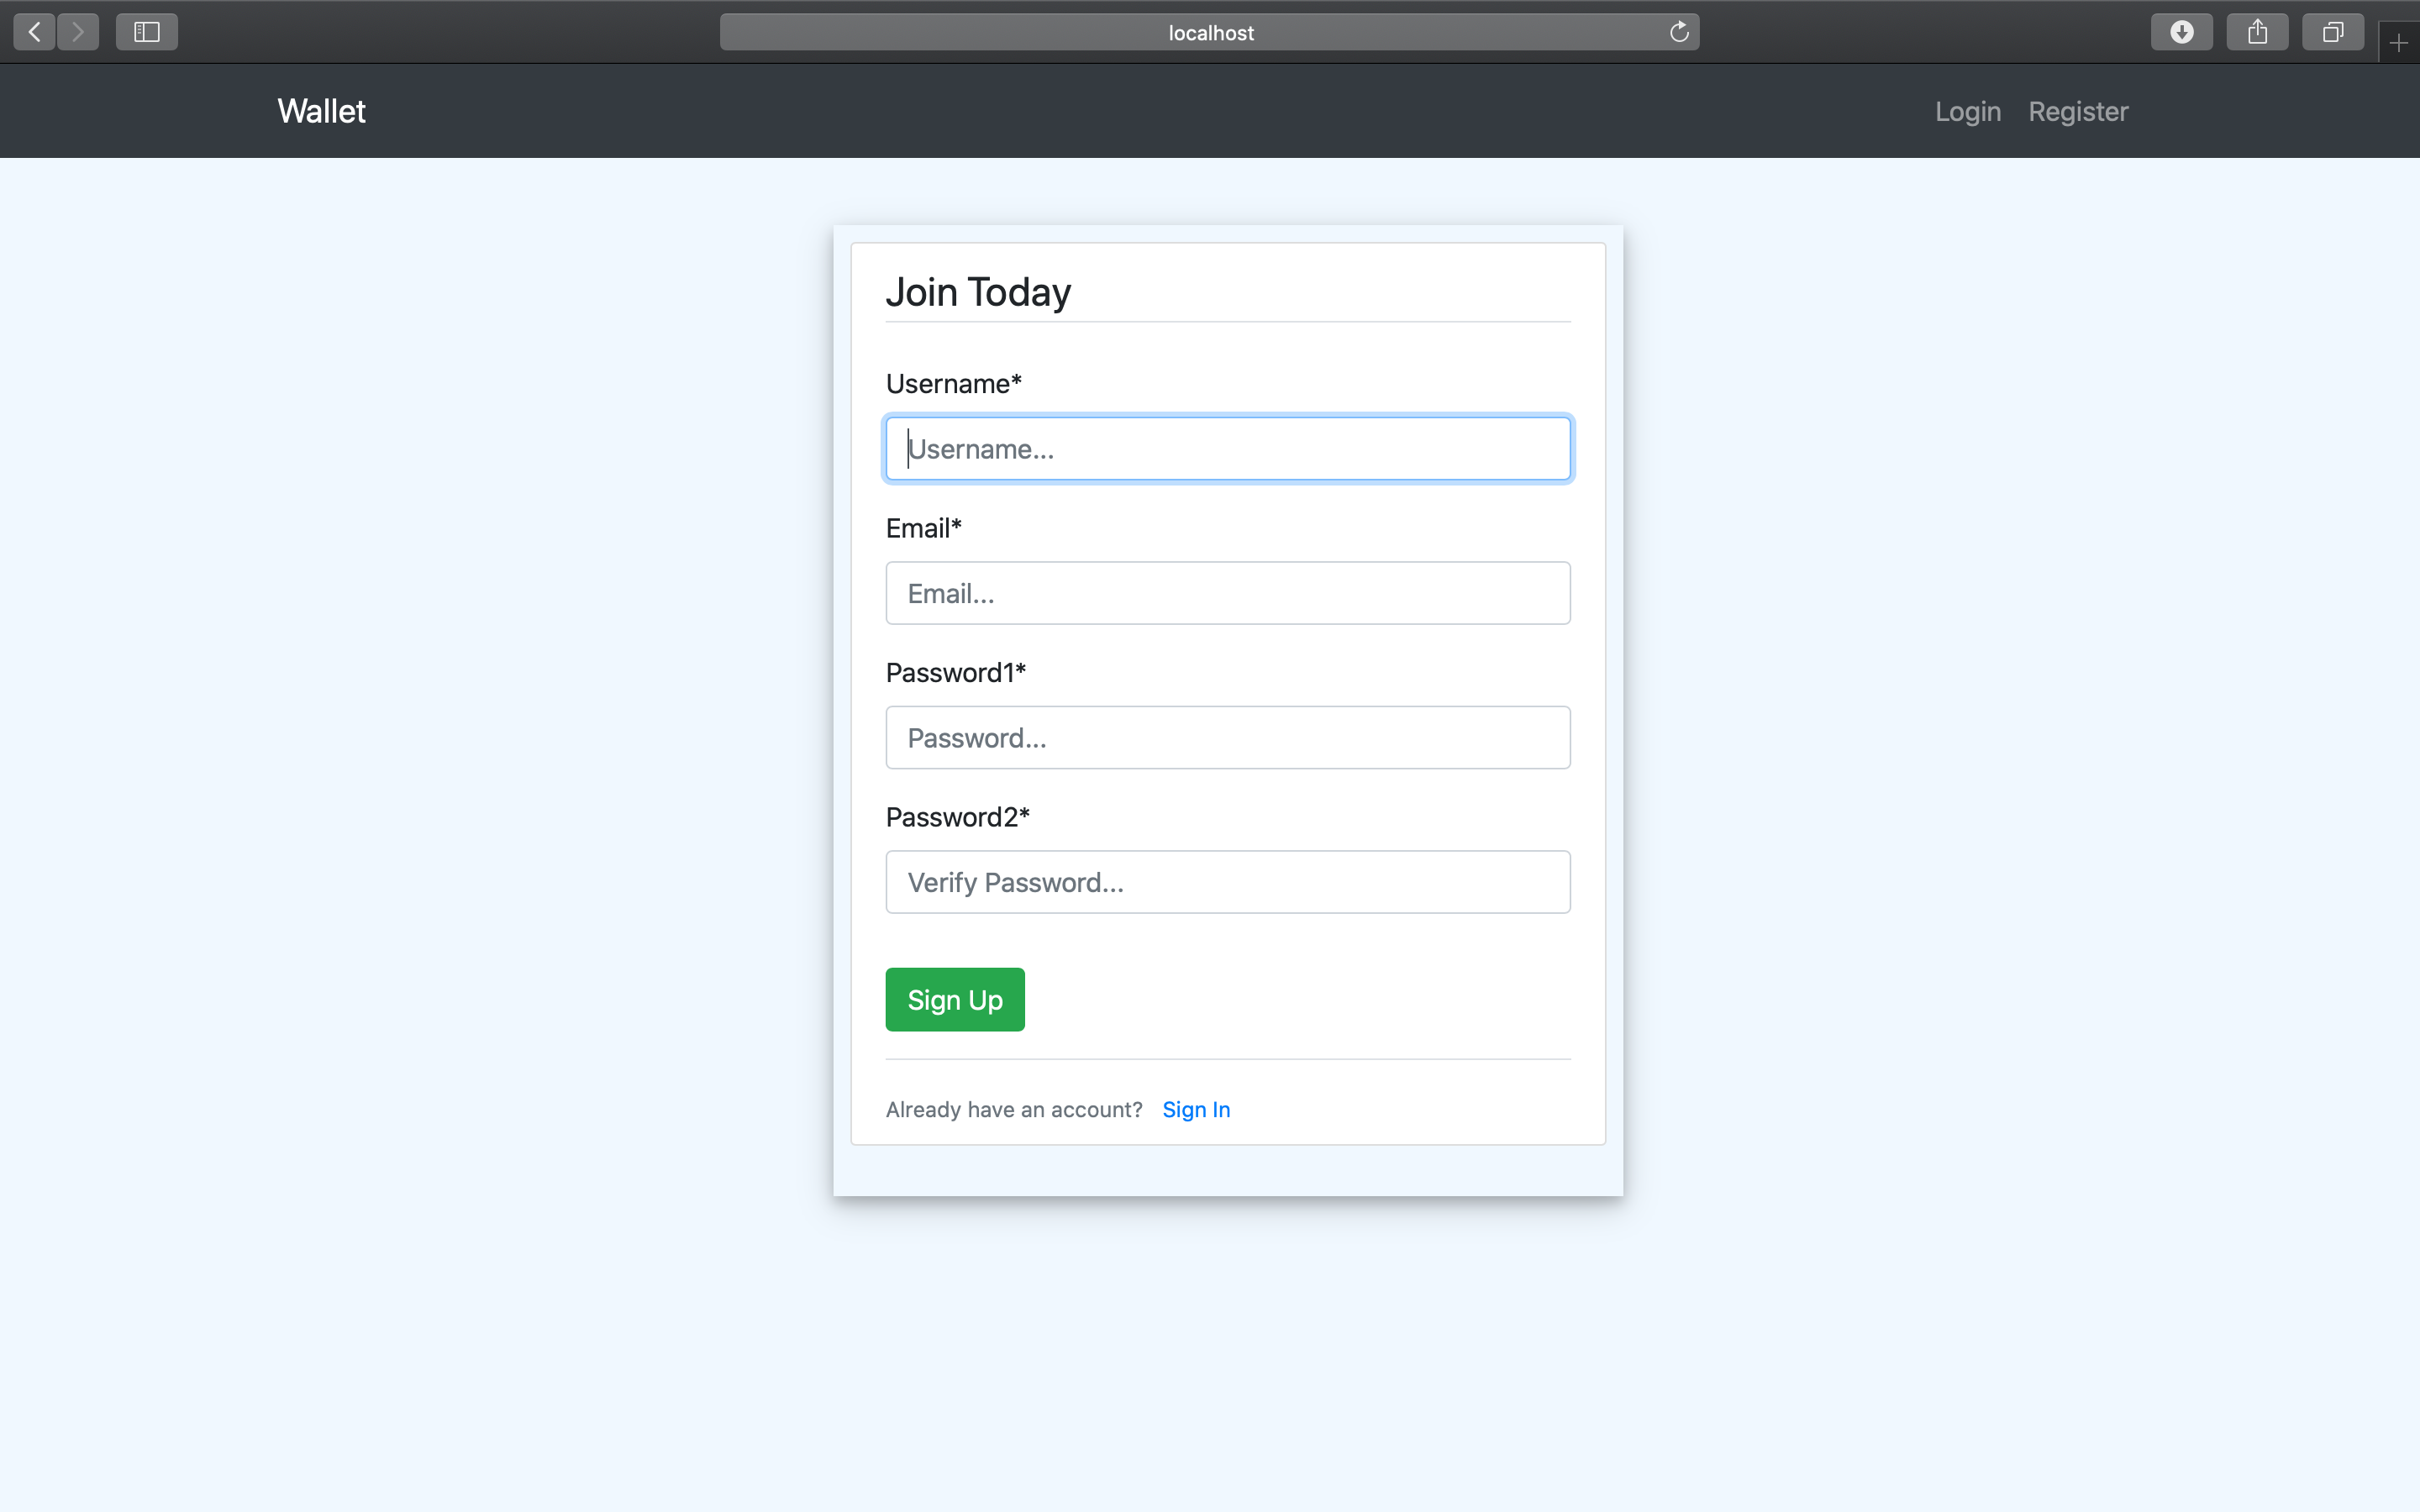 localhost
Wallet
Login Register
Join Today
Username*
Username...
Email*
Email...
Password1*
Password...
Password2*
Verify Password...
Sign Up
Already have an account? Sign In